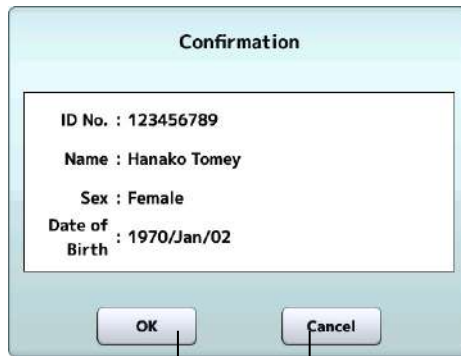 Confirmation
ID No. : 123456789
Name : Hanako Tomey
Sex : Female
Date of Birth : 1970/Jan/02
OK Cancel